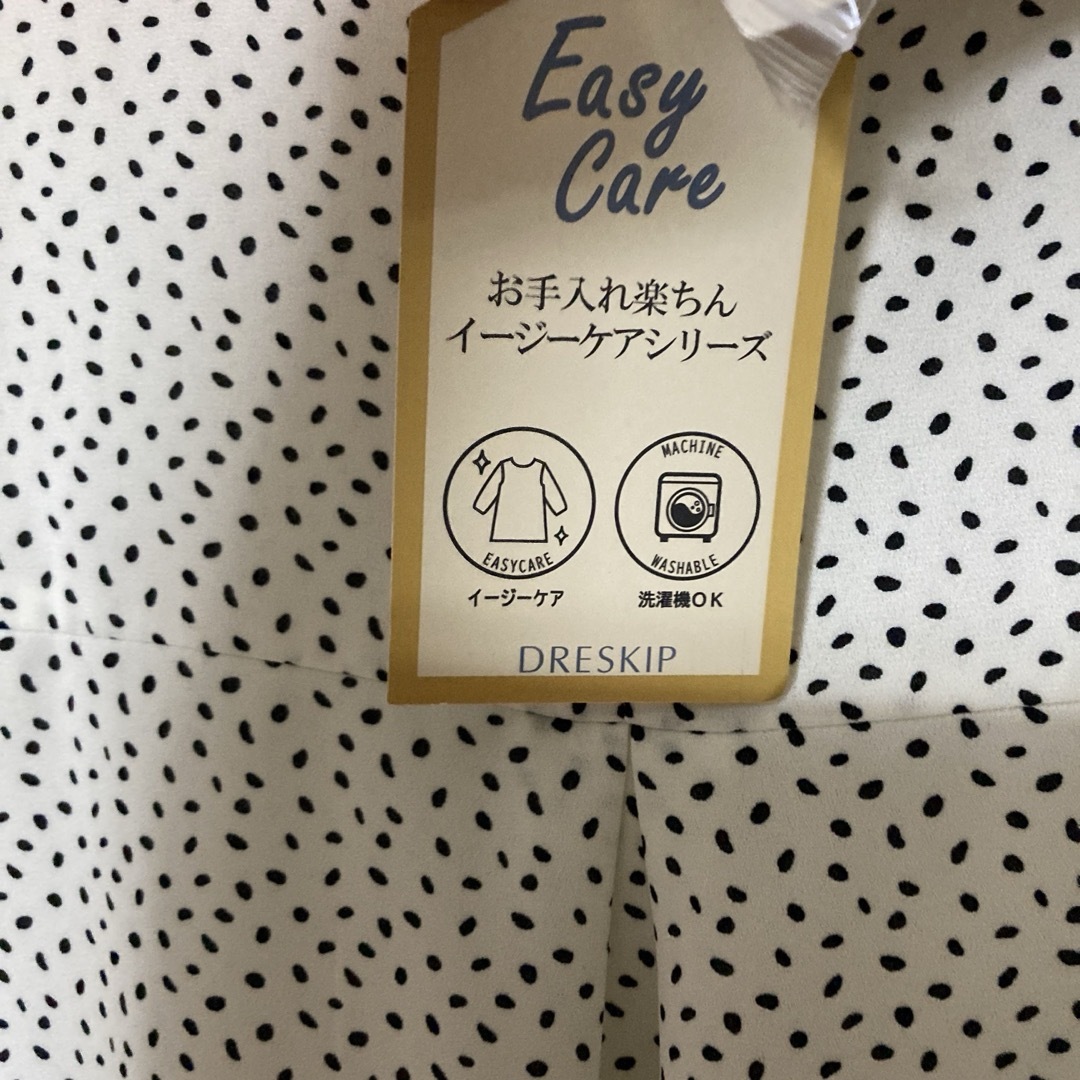 Easy
Care
お手入れ楽ちん
イージーケアシリーズ
EASYCARE
MACHINE
WASHABLE
イージーケア
洗濯機OK
DRESKIP